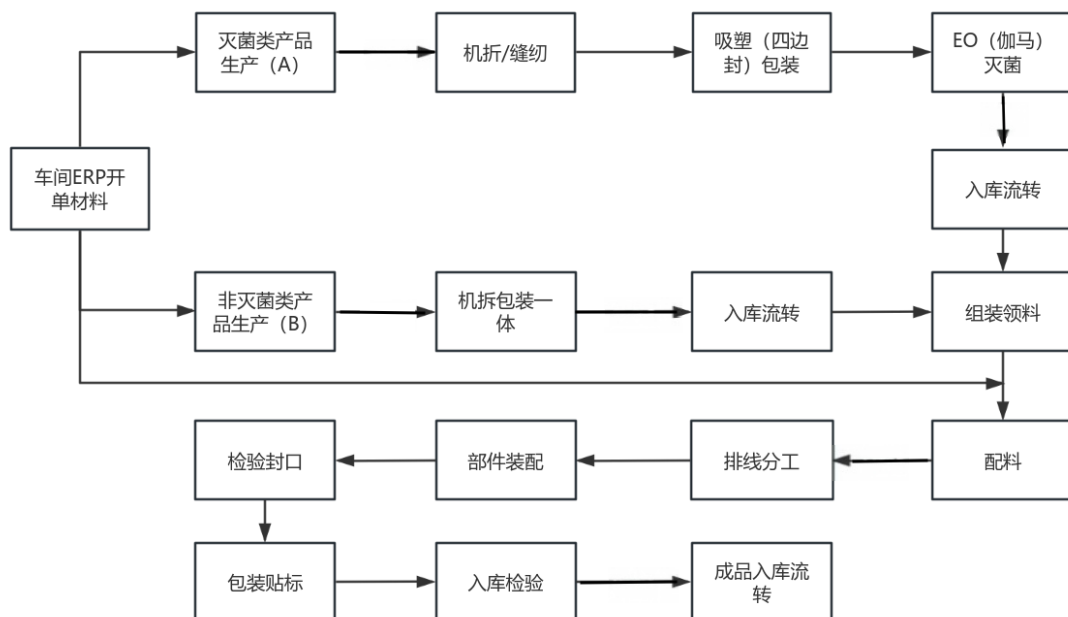 灭菌类产品
生产（A）
机折/缝纫
吸塑（四边
封）包装
EO（伽马）
灭菌
车间ERP开
单材料
入库流转
非灭菌类产
品生产（B）
机拆包装一
体
入库流转
组装领料
检验封口
部件装配
排线分工
配料
包装贴标
入库检验
成品入库流
转